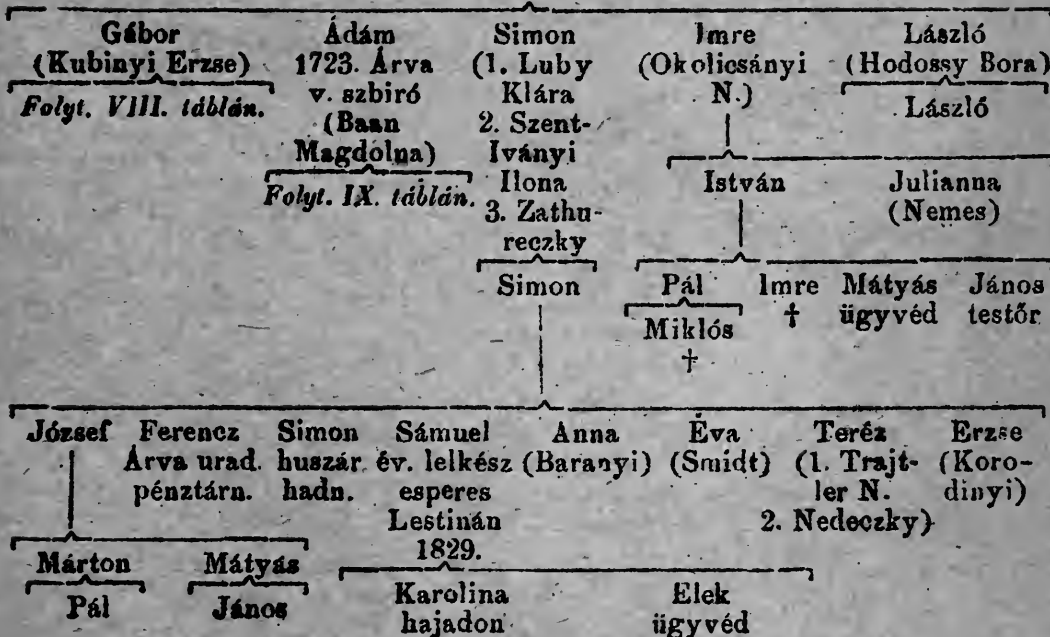 Gábor Ádám Simon Imre László
(Kubinyi Erzse) 1723. Árva (1. Luby (Okolicsányi (Hodossy Bora)
Folyt. VIII. táblán. v. szbiró Klára N.) László
(Baan 2. Szent-
Magdolna) Iványi István Julianna
Folyt. IX. táblán. Ilona (Nemes)
3. Zathu-
reczky
Simon Pál Imre Mátyás János
Miklós † ügyvéd testőr
†
József Ferencz Simon Sámuel Anna Éva Teréz Erzse
Árva urad. huszár év. lelkész (Baranyi) (Smidt) (1. Trajt- (Koro-
pénztárn. hadn. esperes ler N. dinyi)
Lestinán 2. Nedeczky)
1829.
Márton Mátyás
Pál János Karolina Elek
hajadon ügyvéd